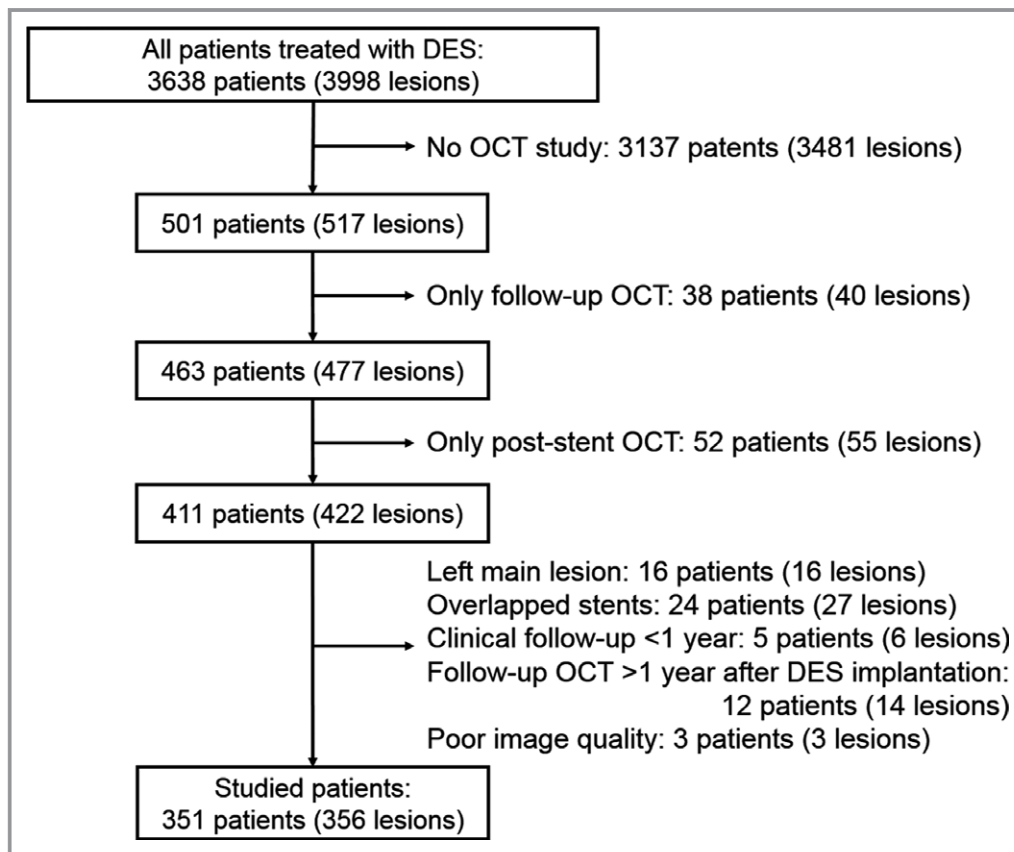 All patients treated with DES:
3638 patients (3998 lesions)
No OCT study: 3137 patents (3481 lesions)
501 patients (517 lesions)
Only follow-up OCT: 38 patients (40 lesions)
463 patients (477 lesions)
Only post-stent OCT: 52 patients (55 lesions)
411 patients (422 lesions)
Left main lesion: 16 patients (16 lesions)
Overlapped stents: 24 patients (27 lesions)
Clinical follow-up <1 year: 5 patients (6 lesions)
Follow-up OCT >1 year after DES implantation:
12 patients (14 lesions)
Poor image quality: 3 patients (3 lesions)
Studied patients:
351 patients (356 lesions)